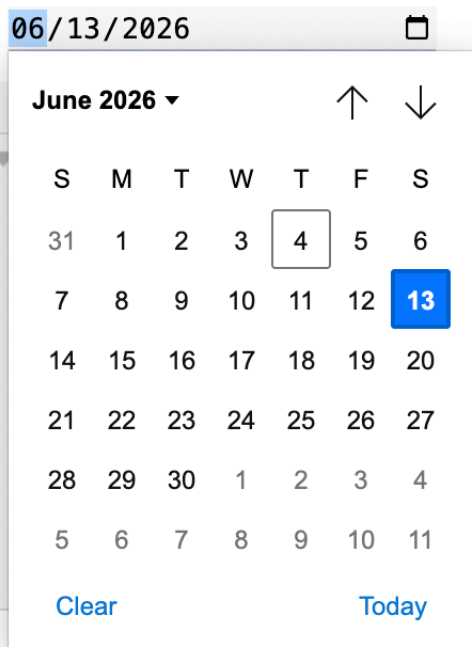 06/13/2026
June 2026
S M T W T F S
31 1 2 3 4 5 6
7 8 9 10 11 12 13
14 15 16 17 18 19 20
21 22 23 24 25 26 27
28 29 30 1 2 3 4
5 6 7 8 9 10 11
Clear Today